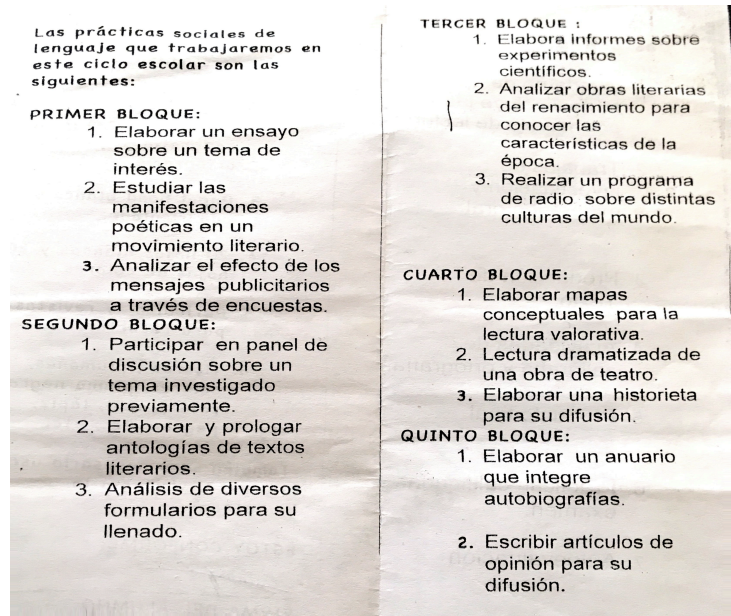 Las prácticas sociales de
lenguaje que trabajaremos en
este ciclo escolar son las
siguientes:
PRIMER BLOQUE:
1. Elaborar un ensayo
sobre un tema de
interés.
2. Estudiar las
manifestaciones
poéticas en un
movimiento literario.
3. Analizar el efecto de los
mensajes publicitarios
a través de encuestas.
SEGUNDO BLOQUE:
1. Participar en panel de
discusión sobre un
tema investigado
previamente.
2. Elaborar y prologar
antologías de textos
literarios.
3. Análisis de diversos
formularios para su
llenado.
TERCER BLOQUE :
1. Elabora informes sobre
experimentos
científicos.
2. Analizar obras literarias
del renacimiento para
conocer las
características de la
época.
3. Realizar un programa
de radio sobre distintas
culturas del mundo.
CUARTO BLOQUE:
1. Elaborar mapas
conceptuales para la
lectura valorativa.
2. Lectura dramatizada de
una obra de teatro.
3. Elaborar una historieta
para su difusión.
QUINTO BLOQUE:
1. Elaborar un anuario
que integre
autobiografías.
2. Escribir artículos de
opinión para su
difusión.